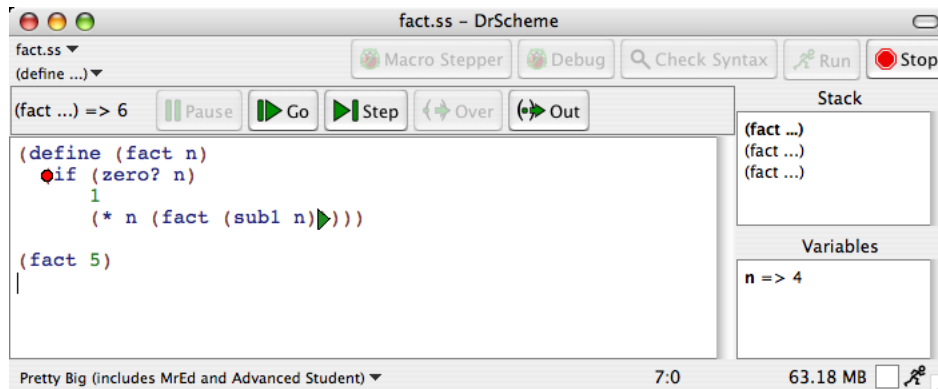 fact.ss – DrScheme
fact.ss
(define ...)
Macro Stepper Debug Check Syntax Run Stop
(fact ...) => 6 Pause Go Step Over Out
(define (fact n)
if (zero? n)
1
(* n (fact (sub1 n))))
(fact 5)
Stack
(fact ...)
(fact ...)
(fact ...)
Variables
n => 4
Pretty Big (includes MrEd and Advanced Student) 7:0 63.18 MB